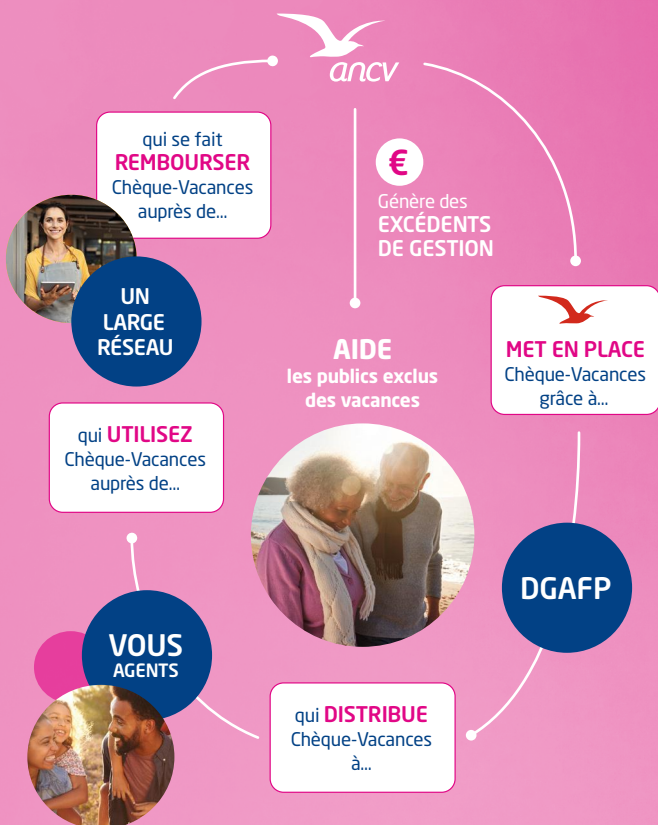 ancv
€
Génère des
EXCÉDENTS
DE GESTION
AIDE
les publics exclus
des vacances
MET EN PLACE
Chèque-Vacances
grâce à...
DGAFP
qui DISTRIBUE
Chèque-Vacances
à...
VOUS
AGENTS
qui UTILISEZ
Chèque-Vacances
auprès de...
UN
LARGE
RÉSEAU
qui se fait
REMBOURSER
Chèque-Vacances
auprès de...